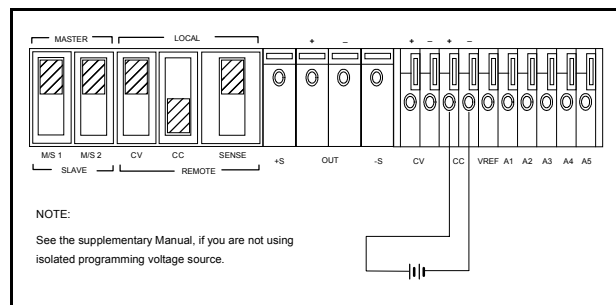 MASTER LOCAL + – + – + –
M/S 1 M/S 2 CV CC SENSE +S OUT -S CV CC VREF A1 A2 A3 A4 A5
SLAVE REMOTE
NOTE:
See the supplementary Manual, if you are not using
isolated programming voltage source.